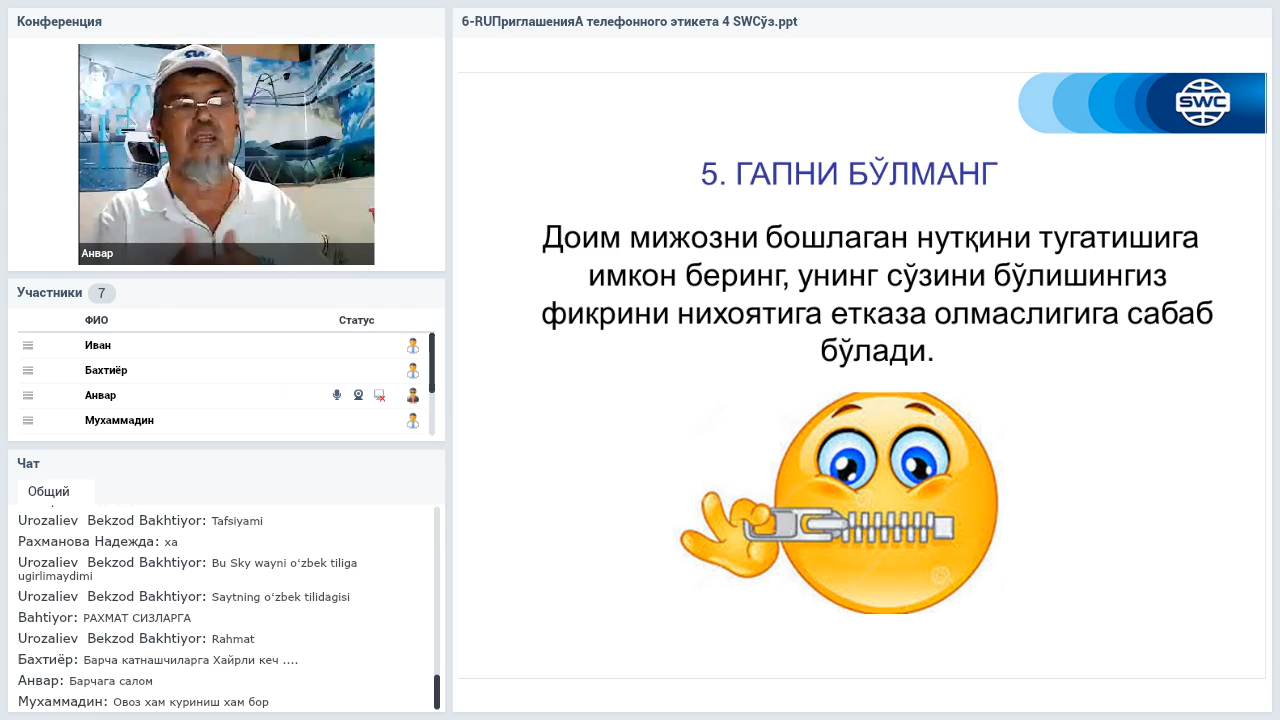 Конференция
Анвар
Участники 7
ФИО Статус
Иван
Бахтиёр
Анвар
Мухаммадин
Чат
Общий
Urozaliev Bekzod Bakhtiyor: Tafsiyami
Рахманова Надежда: ха
Urozaliev Bekzod Bakhtiyor: Bu Sky wayni oʻzbek tiliga
ugirlimaydimi
Urozaliev Bekzod Bakhtiyor: Saytning oʻzbek tilidagisi
Bahtiyor: РАХМАТ СИЗЛАРГА
Urozaliev Bekzod Bakhtiyor: Rahmat
Бахтиёр: Барча катнашчиларга Хайрли кеч ....
Анвар: Барчага салом
Мухаммадин: Овоз хам куриниш хам бор
6-RUПриглашенияА телефонного этикета 4 SWCўз.ppt
SWC
5. ГАПНИ БЎЛМАНГ
Доим мижозни бошлаган нутқини тугатишига
имкон беринг, унинг сўзини бўлишингиз
фикрини нихоятига етказа олмаслигига сабаб
бўлади.